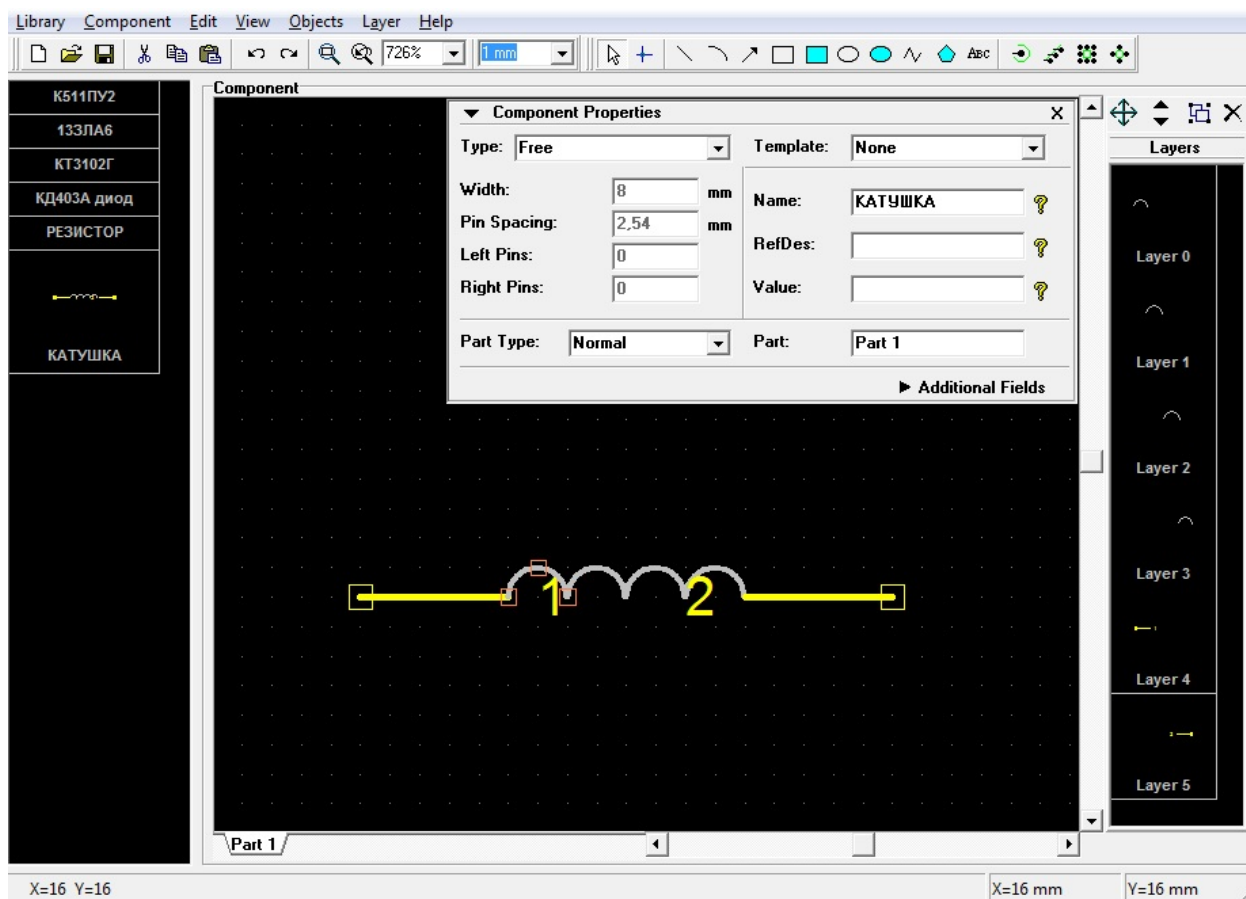 Library Component Edit View Objects Layer Help
726% 1 mm ABC
К511ПУ2
133ЛА6
КТ3102Г
КД403А диод
РЕЗИСТОР
КАТУШКА
Component
Component Properties X
Type: Free Template: None
Width: 8 mm
Pin Spacing: 2,54 mm
Left Pins: 0
Right Pins: 0
Name: КАТУШКА ?
RefDes: ?
Value: ?
Part Type: Normal Part: Part 1
Additional Fields
1 2
Part 1
Layers
Layer 0
Layer 1
Layer 2
Layer 3
Layer 4
Layer 5
X=16 Y=16 X=16 mm Y=16 mm